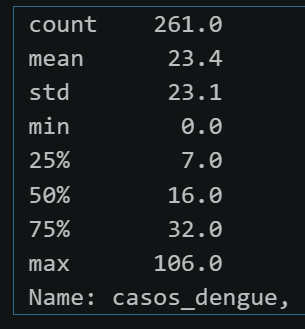 count 261.0
mean 23.4
std 23.1
min 0.0
25% 7.0
50% 16.0
75% 32.0
max 106.0
Name: casos_dengue,